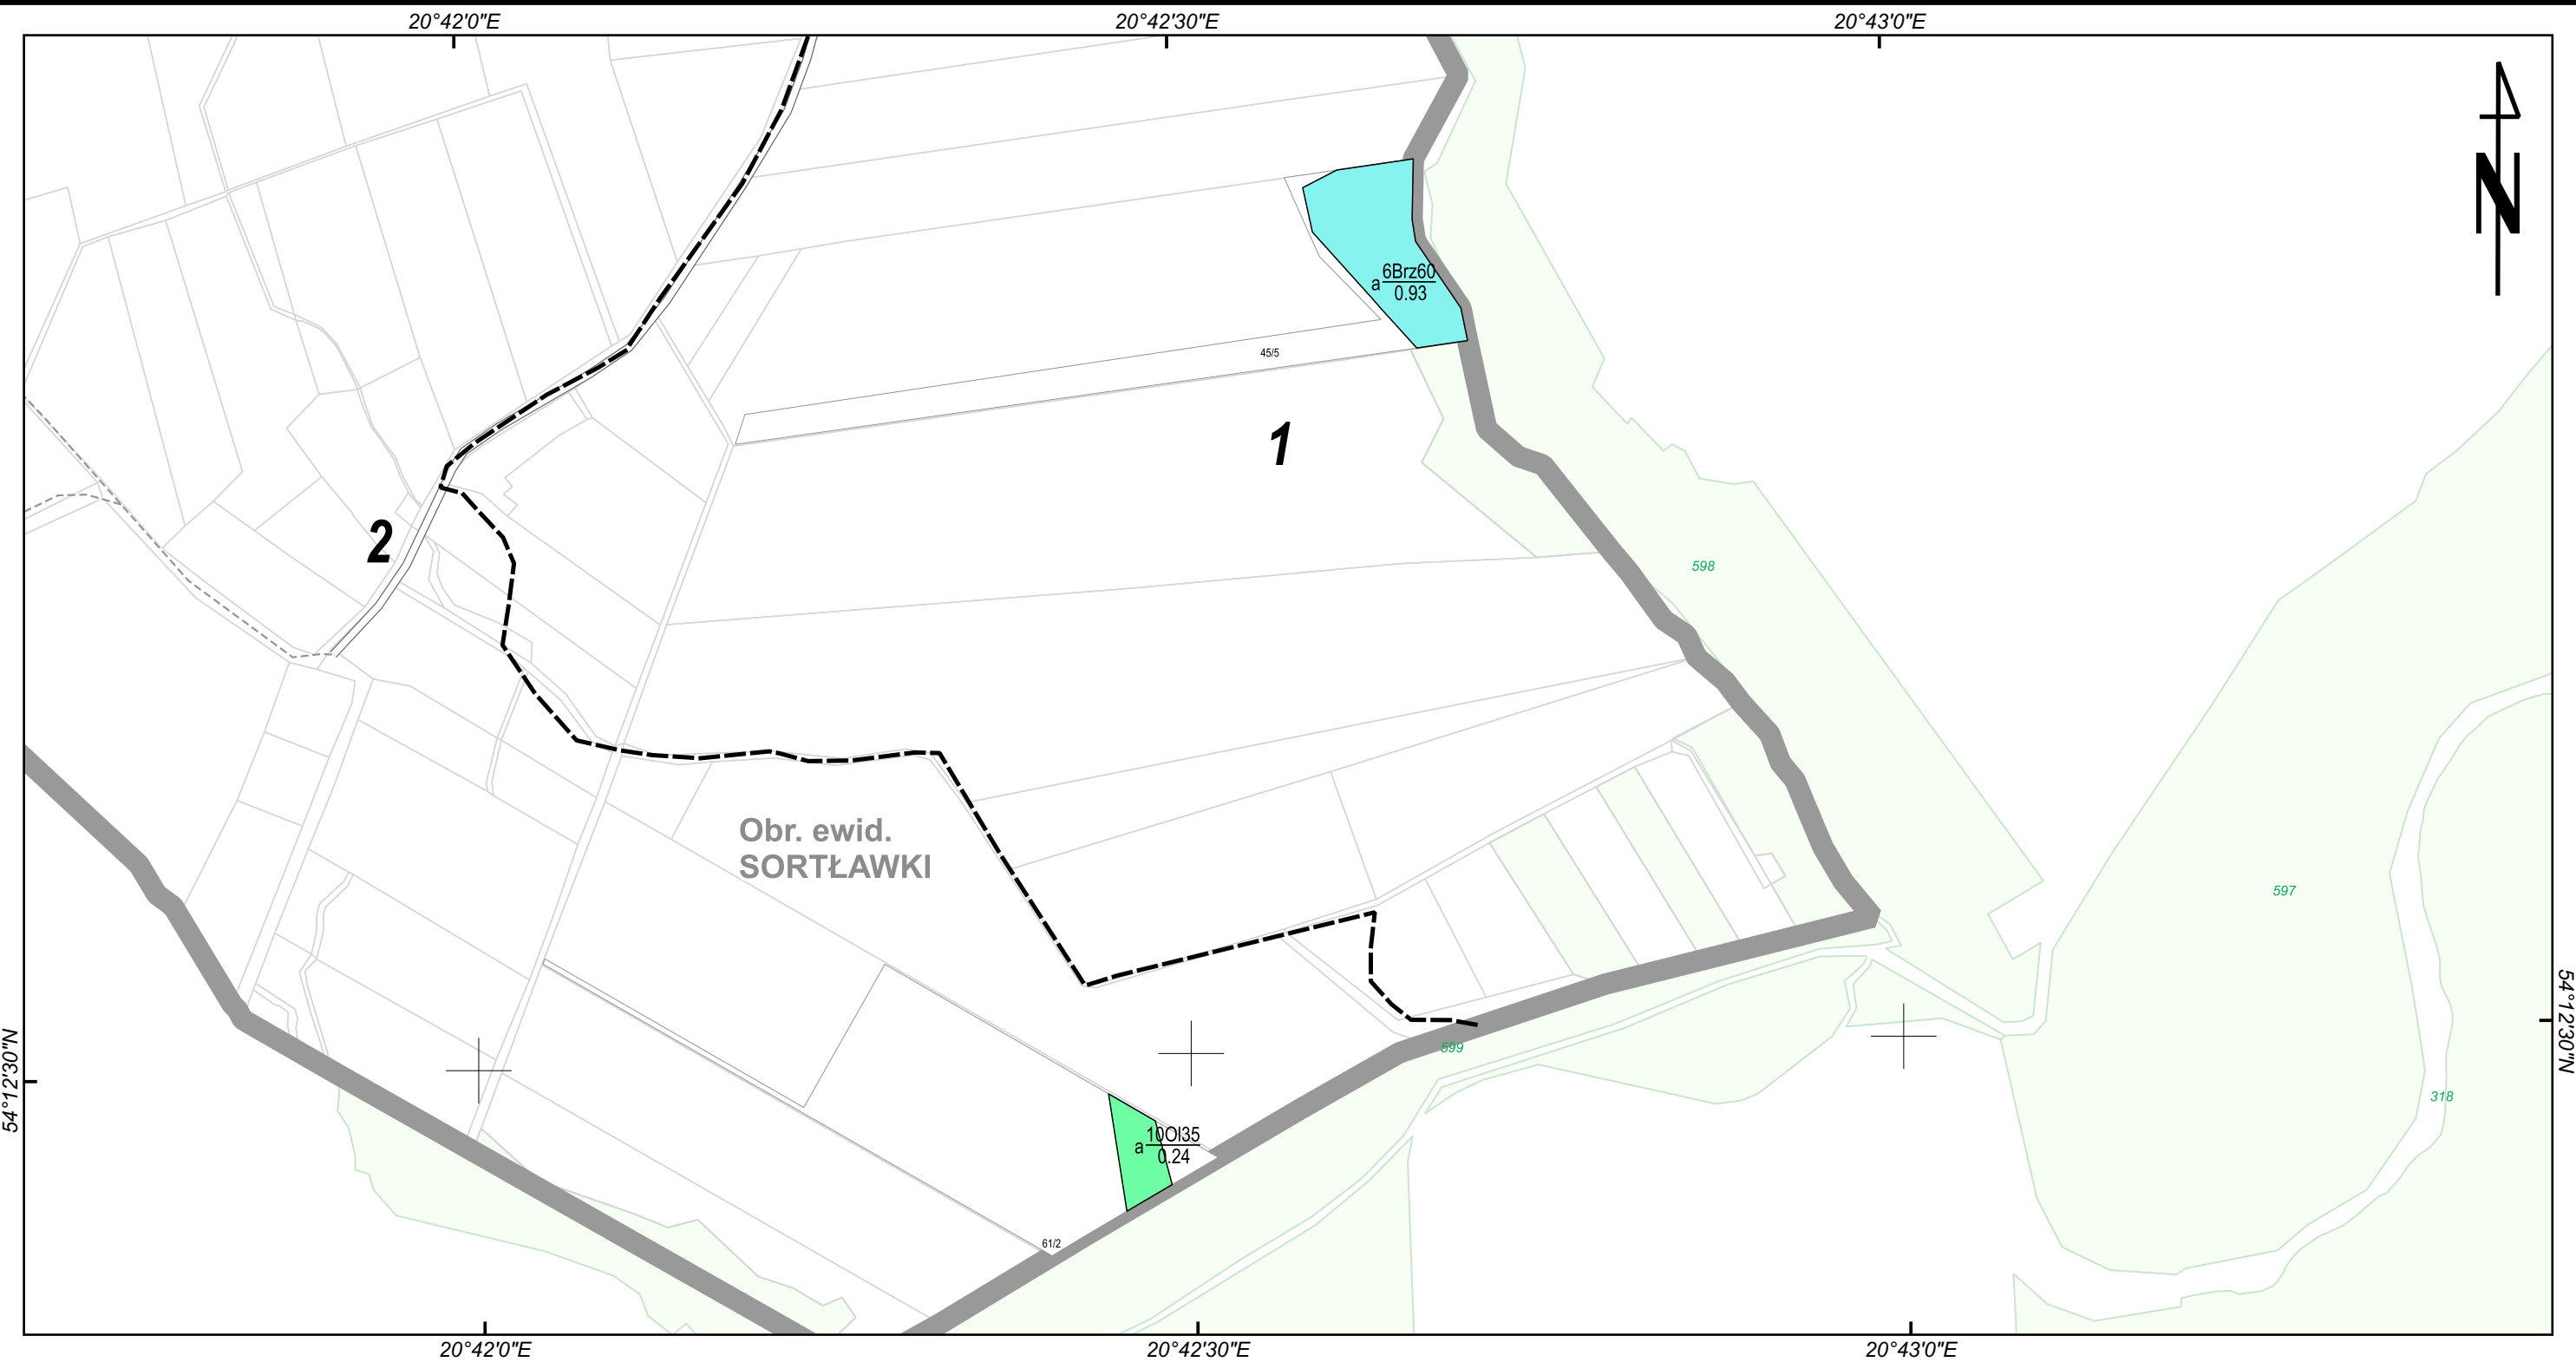 20°42'0"E
20°42'30"E
20°43'0"E
N
6Brz60
a
0.93
45/5
1
2
598
Obr. ewid.
SORTŁAWKI
597
54°12'30"N
54°12'30"N
599
318
10Ol35
a
0.24
61/2
20°42'0"E
20°42'30"E
20°43'0"E